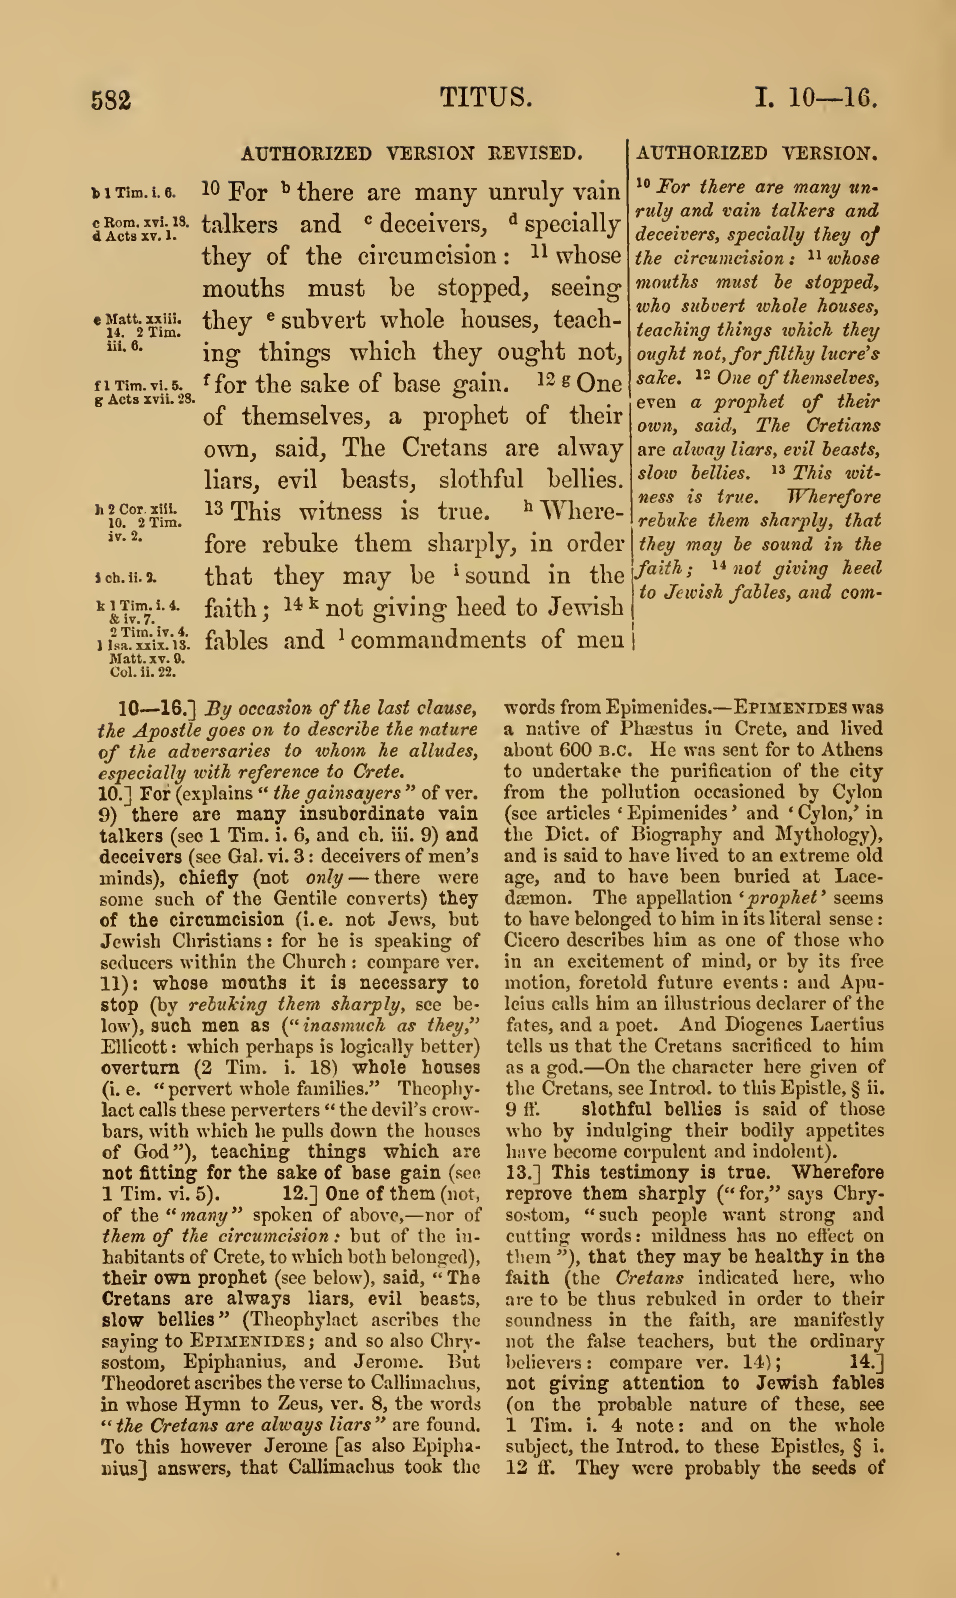 582 TITUS. I. 10—16.
AUTHORIZED VERSION REVISED.
b 1 Tim. i. 6.
c Rom. xvi. 18.
d Acts xv. 1.
e Matt. xxiii.
14. 2 Tim.
iii. 6.
f 1 Tim. vi. 5.
g Acts xvii. 28.
h 2 Cor. xiii.
10. 2 Tim.
iv. 2.
i ch. ii. 2.
k 1 Tim. i. 4.
& iv. 7.
2 Tim. iv. 4.
l Isa. xxix. 13.
Matt. xv. 9.
Col. ii. 22.
10 For b there are many unruly vain
talkers and c deceivers, d specially
they of the circumcision : 11 whose
mouths must be stopped, seeing
they e subvert whole houses, teach-
ing things which they ought not,
f for the sake of base gain. 12 g One
of themselves, a prophet of their
own, said, The Cretans are alway
liars, evil beasts, slothful bellies.
13 This witness is true. h Where-
fore rebuke them sharply, in order
that they may be i sound in the
faith ; 14 k not giving heed to Jewish
fables and l commandments of men
AUTHORIZED VERSION.
10 For there are many un-
ruly and vain talkers and
deceivers, specially they of
the circumcision : 11 whose
mouths must be stopped,
who subvert whole houses,
teaching things which they
ought not, for filthy lucre's
sake. 12 One of themselves,
even a prophet of their
own, said, The Cretians
are alway liars, evil beasts,
slow bellies. 13 This wit-
ness is true. Wherefore
rebuke them sharply, that
they may be sound in the
faith ; 14 not giving heed
to Jewish fables, and com-
10—16.] By occasion of the last clause,
the Apostle goes on to describe the nature
of the adversaries to whom he alludes,
especially with reference to Crete.
10.] For (explains " the gainsayers " of ver.
9) there are many insubordinate vain
talkers (see 1 Tim. i. 6, and ch. iii. 9) and
deceivers (see Gal. vi. 3 : deceivers of men's
minds), chiefly (not only — there were
some such of the Gentile converts) they
of the circumcision (i. e. not Jews, but
Jewish Christians : for he is speaking of
seducers within the Church : compare ver.
11) : whose mouths it is necessary to
stop (by rebuking them sharply, see be-
low), such men as ("inasmuch as they,"
Ellicott : which perhaps is logically better)
overturn (2 Tim. i. 18) whole houses
(i. e. "pervert whole families." Theophy-
lact calls these perverters " the devil's crow-
bars, with which he pulls down the houses
of God"), teaching things which are
not fitting for the sake of base gain (see
1 Tim. vi. 5). 12.] One of them (not,
of the "many" spoken of above,—nor of
them of the circumcision : but of the in-
habitants of Crete, to which both belonged),
their own prophet (see below), said, "The
Cretans are always liars, evil beasts,
slow bellies" (Theophylact ascribes the
saying to EPIMENIDES ; and so also Chry-
sostom, Epiphanius, and Jerome. But
Theodoret ascribes the verse to Callimachus,
in whose Hymn to Zeus, ver. 8, the words
"the Cretans are always liars" are found.
To this however Jerome [as also Epipha-
nius] answers, that Callimachus took the
words from Epimenides.—EPIMENIDES was
a native of Phæstus in Crete, and lived
about 600 B.C. He was sent for to Athens
to undertake the purification of the city
from the pollution occasioned by Cylon
(see articles ' Epimenides ' and ' Cylon,' in
the Dict. of Biography and Mythology),
and is said to have lived to an extreme old
age, and to have been buried at Lace-
dæmon. The appellation 'prophet' seems
to have belonged to him in its literal sense :
Cicero describes him as one of those who
in an excitement of mind, or by its free
motion, foretold future events : and Apu-
leius calls him an illustrious declarer of the
fates, and a poet. And Diogenes Laertius
tells us that the Cretans sacrificed to him
as a god.—On the character here given of
the Cretans, see Introd. to this Epistle, § ii.
9 ff. slothful bellies is said of those
who by indulging their bodily appetites
have become corpulent and indolent).
13.] This testimony is true. Wherefore
reprove them sharply ("for," says Chry-
sostom, "such people want strong and
cutting words : mildness has no effect on
them"), that they may be healthy in the
faith (the Cretans indicated here, who
are to be thus rebuked in order to their
soundness in the faith, are manifestly
not the false teachers, but the ordinary
believers : compare ver. 14) ; 14.]
not giving attention to Jewish fables
(on the probable nature of these, see
1 Tim. i. 4 note : and on the whole
subject, the Introd. to these Epistles, § i.
12 ff. They were probably the seeds of